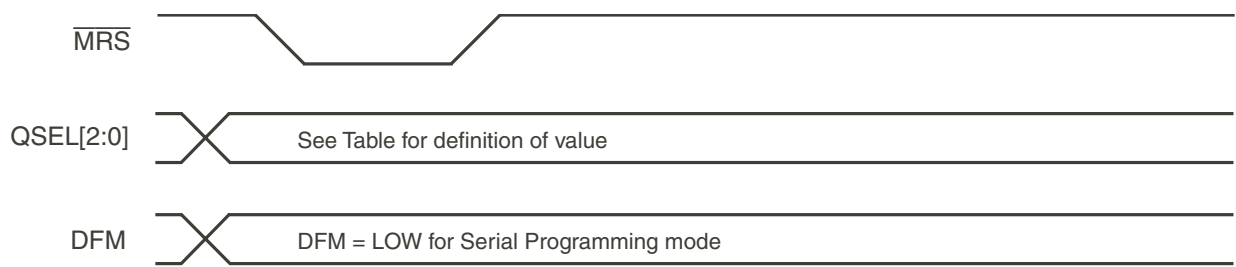 MRS
QSEL[2:0]
See Table for definition of value
DFM
DFM = LOW for Serial Programming mode